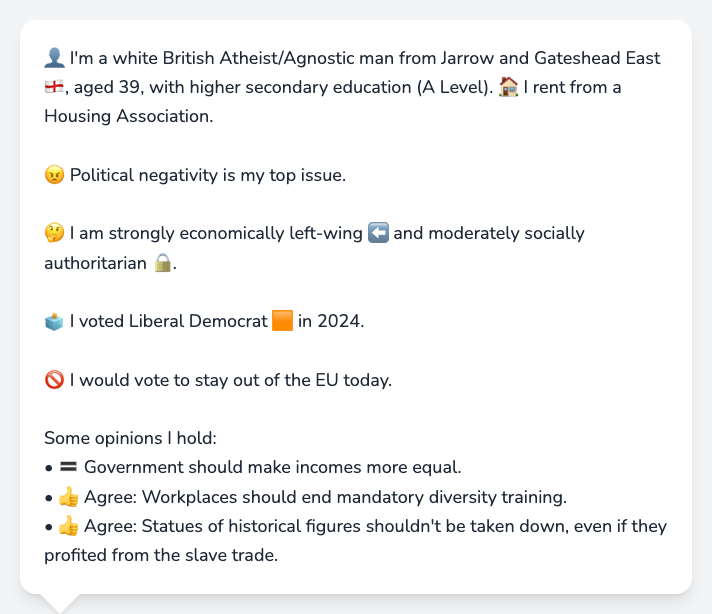 👤 I'm a white British Atheist/Agnostic man from Jarrow and Gateshead East
🏴󠁧󠁢󠁥󠁮󠁧󠁿, aged 39, with higher secondary education (A Level). 🏠 I rent from a
Housing Association.
😠 Political negativity is my top issue.
🤔 I am strongly economically left-wing ⬅️ and moderately socially
authoritarian 🔒.
🗳️ I voted Liberal Democrat 🟧 in 2024.
🚫 I would vote to stay out of the EU today.
Some opinions I hold:
• 🟰 Government should make incomes more equal.
• 👍 Agree: Workplaces should end mandatory diversity training.
• 👍 Agree: Statues of historical figures shouldn't be taken down, even if they
profited from the slave trade.